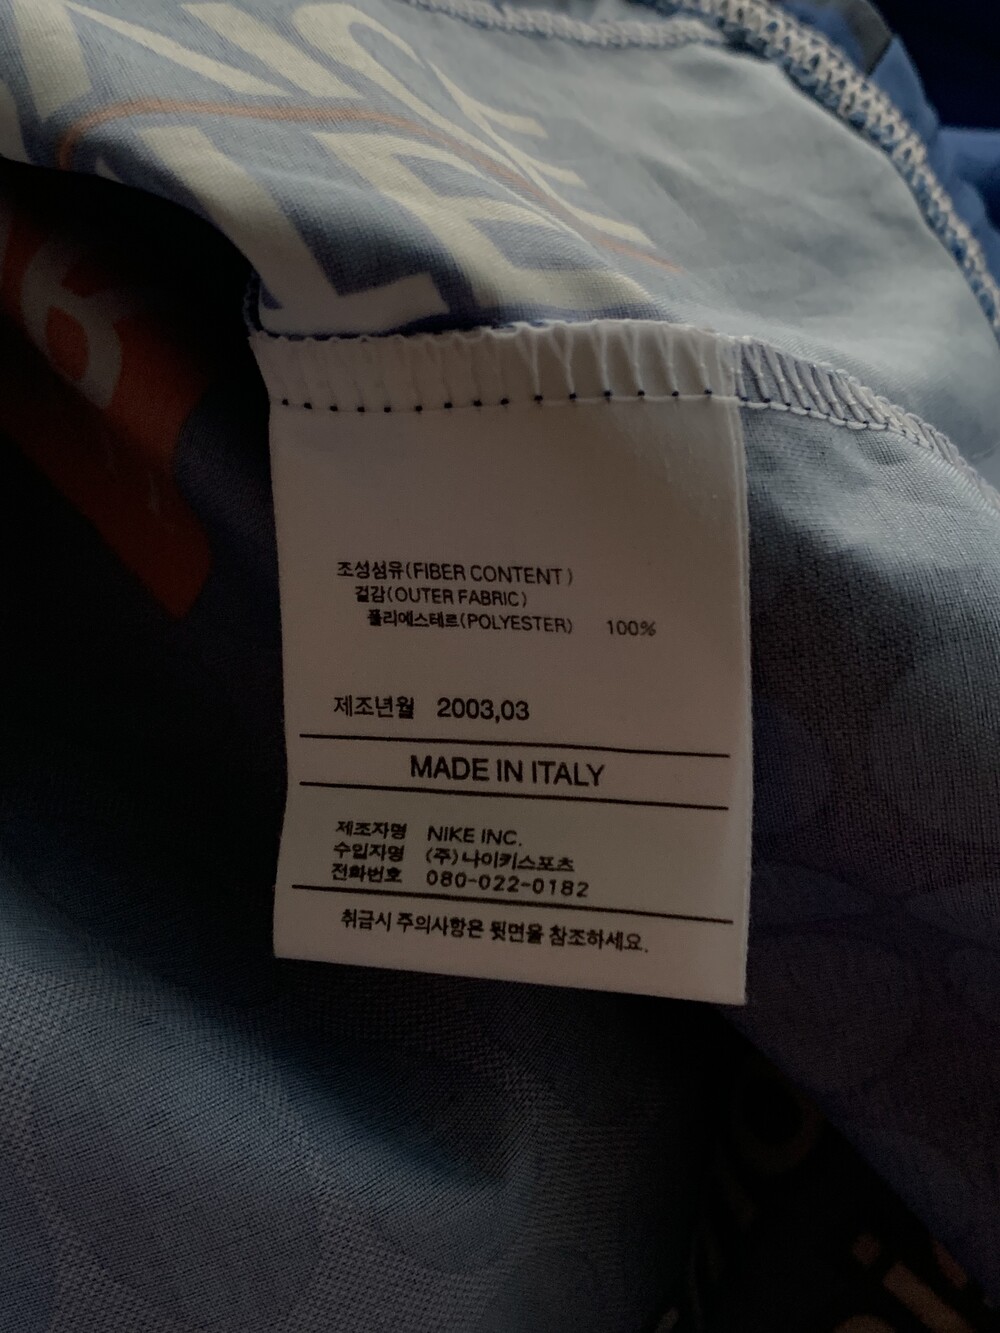 조성섬유(FIBER CONTENT)
겉감(OUTER FABRIC)
폴리에스테르(POLYESTER) 100%
제조년월 2003,03
MADE IN ITALY
제조자명 NIKE INC.
수입자명 (주)나이키스포츠
전화번호 080-022-0182
취급시 주의사항은 뒷면을 참조하세요.